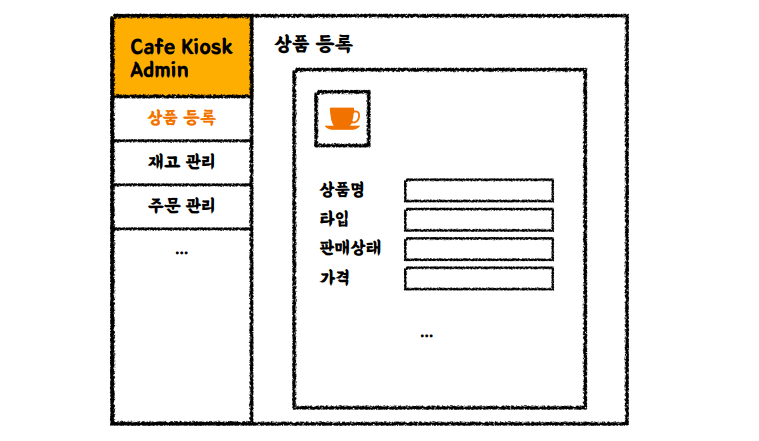 Cafe Kiosk
Admin
상품 등록
재고 관리
주문 관리
...
상품 등록
상품명
타입
판매상태
가격
...